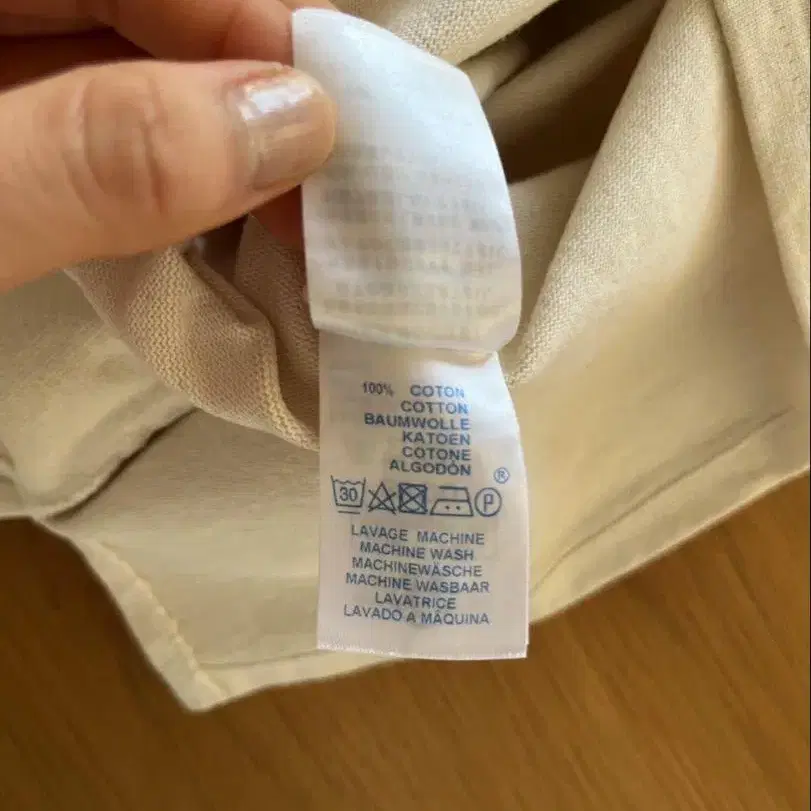 100% COTON
COTTON
BAUMWOLLE
KATOEN
COTONE
ALGODÓN
®
30 P
LAVAGE MACHINE
MACHINE WASH
MACHINEWÄSCHE
MACHINE WASBAAR
LAVATRICE
LAVADO A MÁQUINA